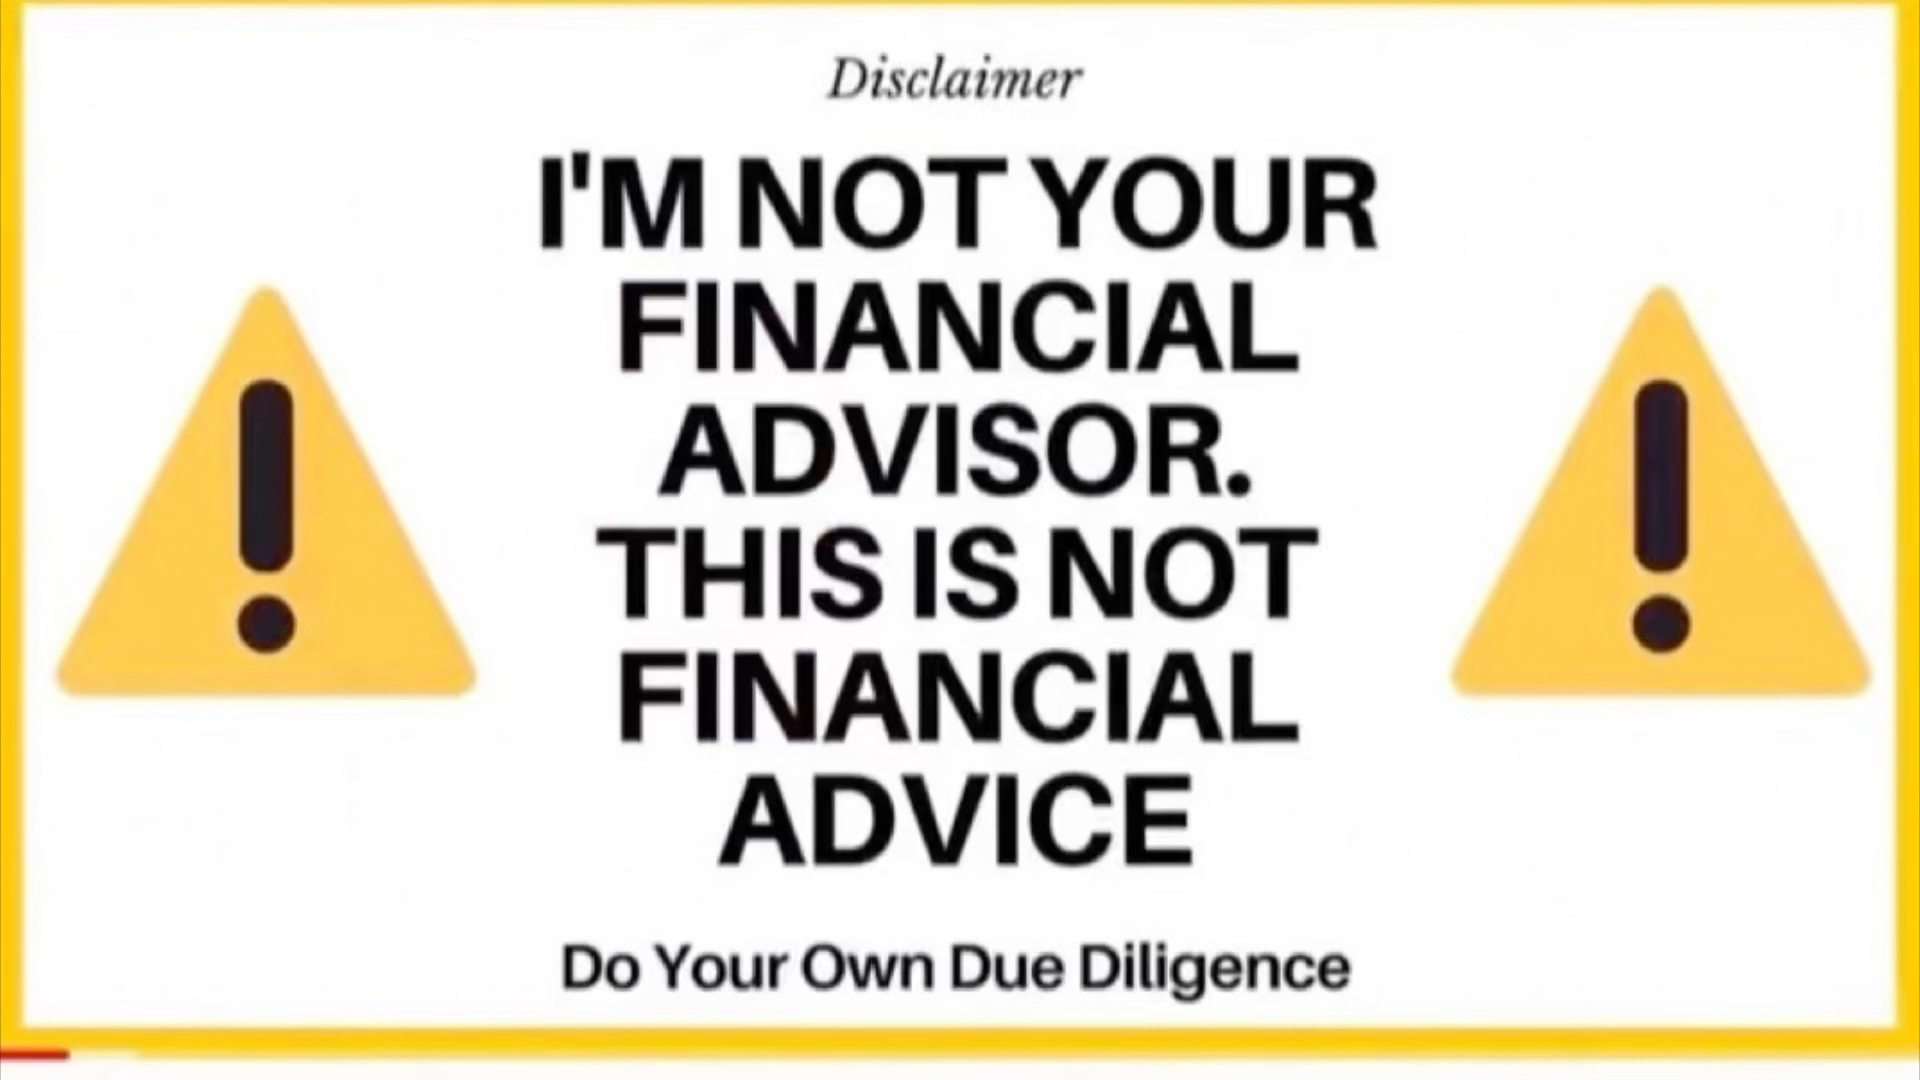 Disclaimer
I'M NOT YOUR
FINANCIAL
ADVISOR.
THIS IS NOT
FINANCIAL
ADVICE
Do Your Own Due Diligence